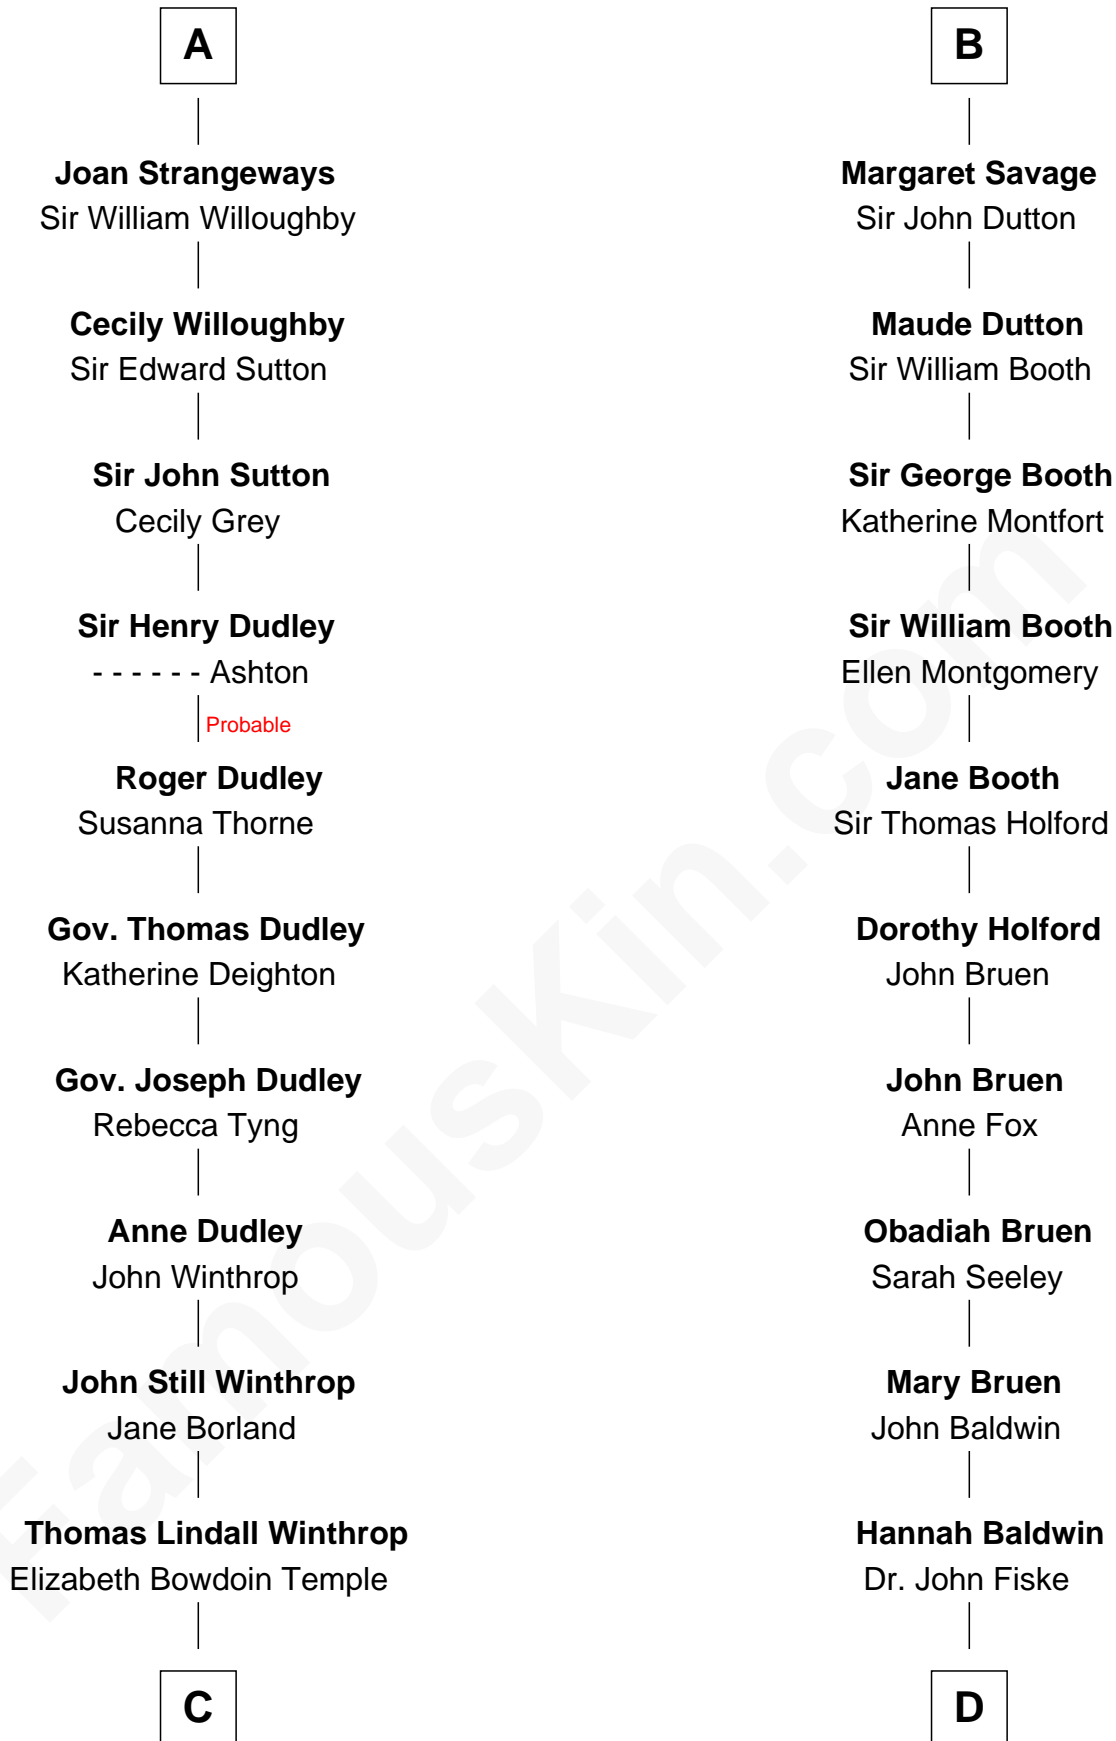 A
Joan Strangeways
Sir William Willoughby
Cecily Willoughby
Sir Edward Sutton
Sir John Sutton
Cecily Grey
Sir Henry Dudley
- - - - - - Ashton
Probable
Roger Dudley
Susanna Thorne
Gov. Thomas Dudley
Katherine Deighton
Gov. Joseph Dudley
Rebecca Tyng
Anne Dudley
John Winthrop
John Still Winthrop
Jane Borland
Thomas Lindall Winthrop
Elizabeth Bowdoin Temple
C
B
Margaret Savage
Sir John Dutton
Maude Dutton
Sir William Booth
Sir George Booth
Katherine Montfort
Sir William Booth
Ellen Montgomery
Jane Booth
Sir Thomas Holford
Dorothy Holford
John Bruen
John Bruen
Anne Fox
Obadiah Bruen
Sarah Seeley
Mary Bruen
John Baldwin
Hannah Baldwin
Dr. John Fiske
D
FamousKin.com